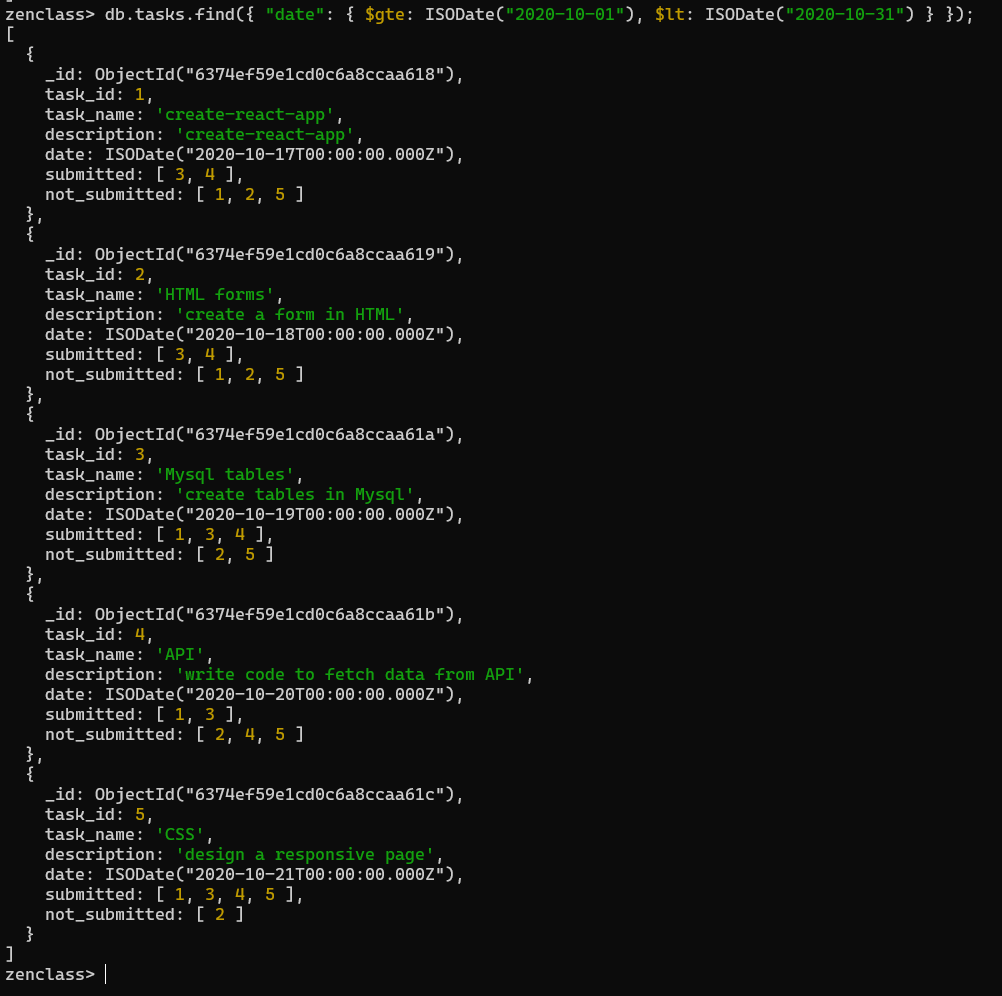 zenclass> db.tasks.find({ "date": { $gte: ISODate("2020-10-01"), $lt: ISODate("2020-10-31") } });
[
  {
    _id: ObjectId("6374ef59e1cd0c6a8ccaa618"),
    task_id: 1,
    task_name: 'create-react-app',
    description: 'create-react-app',
    date: ISODate("2020-10-17T00:00:00.000Z"),
    submitted: [ 3, 4 ],
    not_submitted: [ 1, 2, 5 ]
  },
  {
    _id: ObjectId("6374ef59e1cd0c6a8ccaa619"),
    task_id: 2,
    task_name: 'HTML forms',
    description: 'create a form in HTML',
    date: ISODate("2020-10-18T00:00:00.000Z"),
    submitted: [ 3, 4 ],
    not_submitted: [ 1, 2, 5 ]
  },
  {
    _id: ObjectId("6374ef59e1cd0c6a8ccaa61a"),
    task_id: 3,
    task_name: 'Mysql tables',
    description: 'create tables in Mysql',
    date: ISODate("2020-10-19T00:00:00.000Z"),
    submitted: [ 1, 3, 4 ],
    not_submitted: [ 2, 5 ]
  },
  {
    _id: ObjectId("6374ef59e1cd0c6a8ccaa61b"),
    task_id: 4,
    task_name: 'API',
    description: 'write code to fetch data from API',
    date: ISODate("2020-10-20T00:00:00.000Z"),
    submitted: [ 1, 3 ],
    not_submitted: [ 2, 4, 5 ]
  },
  {
    _id: ObjectId("6374ef59e1cd0c6a8ccaa61c"),
    task_id: 5,
    task_name: 'CSS',
    description: 'design a responsive page',
    date: ISODate("2020-10-21T00:00:00.000Z"),
    submitted: [ 1, 3, 4, 5 ],
    not_submitted: [ 2 ]
  }
]
zenclass>